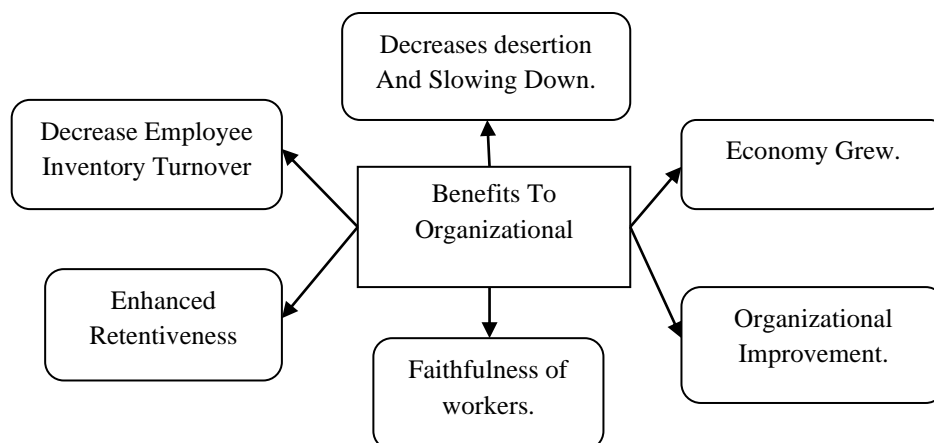 Decreases desertion
And Slowing Down.
Decrease Employee
Inventory Turnover
Economy Grew.
Benefits To
Organizational
Enhanced
Retentiveness
Organizational
Improvement.
Faithfulness of
workers.